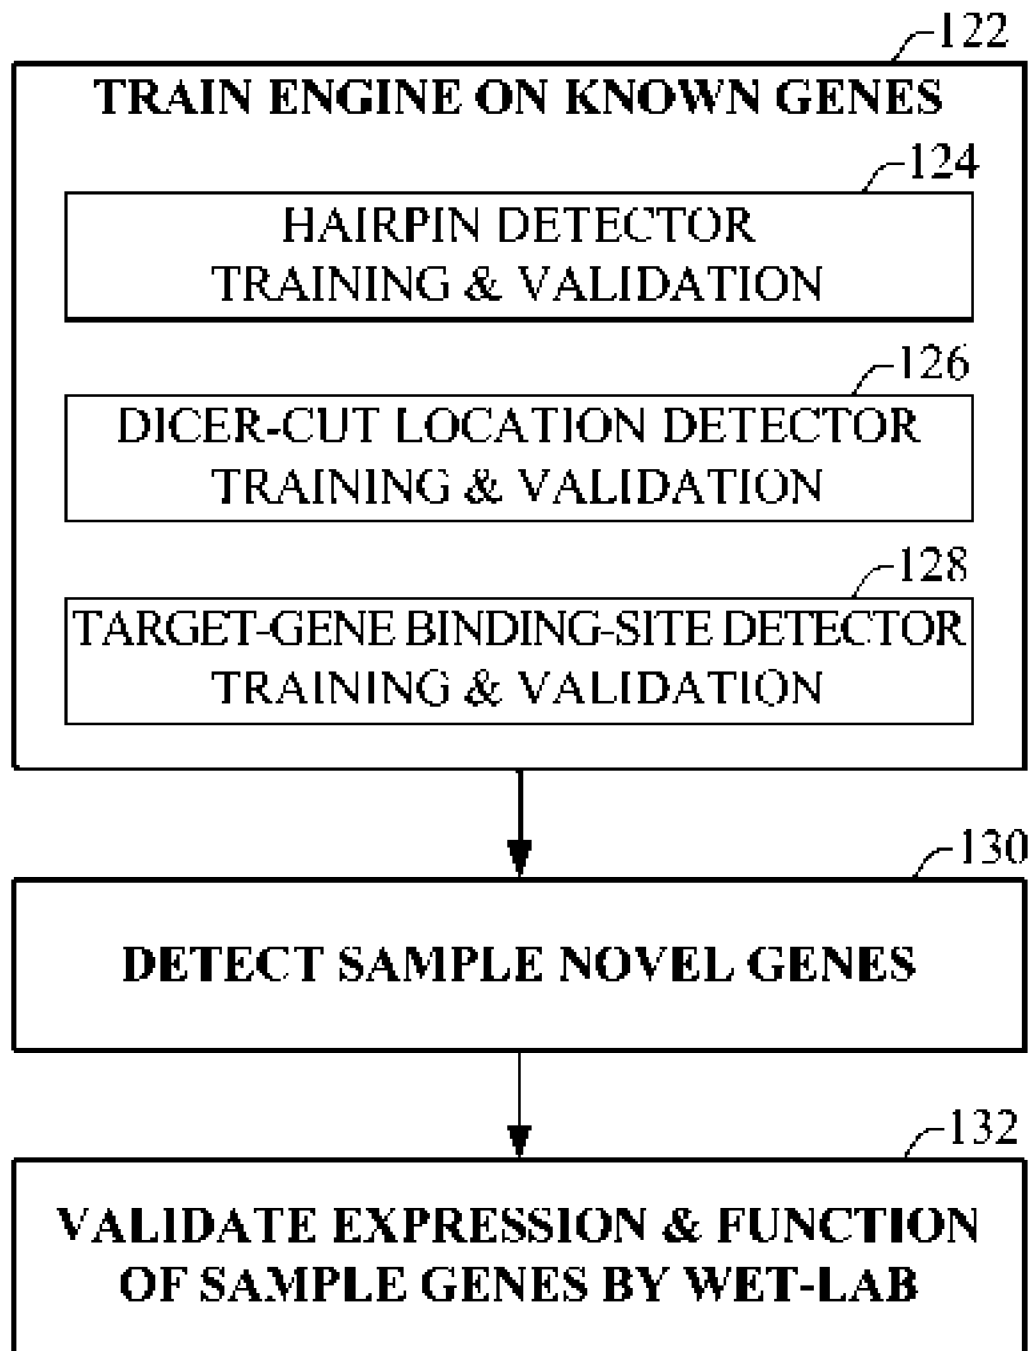 122
TRAIN ENGINE ON KNOWN GENES
124
HAIRPIN DETECTOR
TRAINING & VALIDATION
126
DICER-CUT LOCATION DETECTOR
TRAINING & VALIDATION
128
TARGET-GENE BINDING-SITE DETECTOR
TRAINING & VALIDATION
130
DETECT SAMPLE NOVEL GENES
132
VALIDATE EXPRESSION & FUNCTION
OF SAMPLE GENES BY WET-LAB